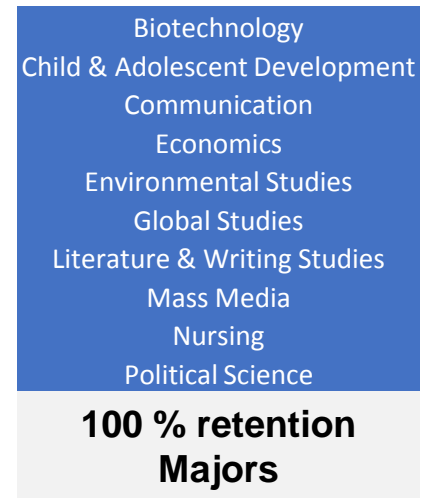 Biotechnology
Child & Adolescent Development
Communication
Economics
Environmental Studies
Global Studies
Literature & Writing Studies
Mass Media
Nursing
Political Science
100 % retention
Majors